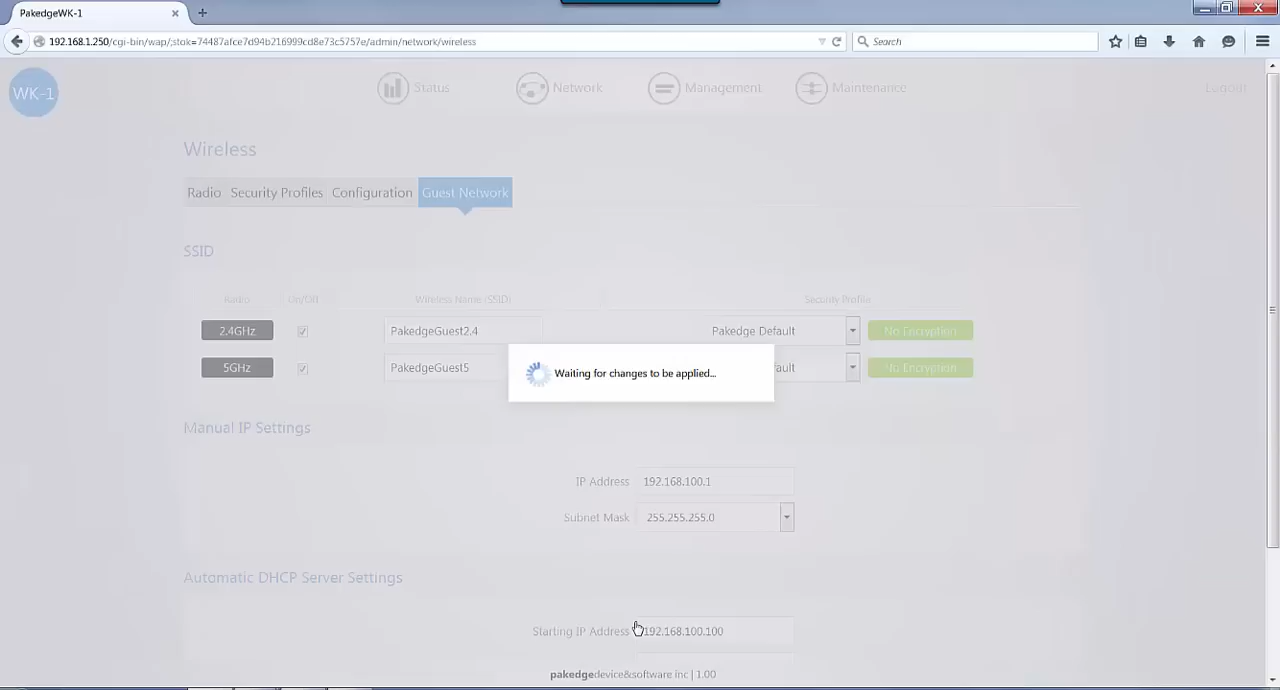 PakedgeWK-1
192.168.1.250/cgi-bin/wap/;stok=74487afce7d94b216999cd8e73c5757e/admin/network/wireless
Search
WK-1
Status
Network
Management
Maintenance
Logout
Wireless
Radio
Security Profiles
Configuration
Guest Network
SSID
Radio
On/Off
Wireless Name (SSID)
Security Profile
2.4GHz
PakedgeGuest2.4
Pakedge Default
No Encryption
5GHz
PakedgeGuest5
No Encryption
Waiting for changes to be applied...
Manual IP Settings
IP Address
192.168.100.1
Subnet Mask
255.255.255.0
Automatic DHCP Server Settings
Starting IP Address
192.168.100.100
pakedgedevice&software inc | 1.00